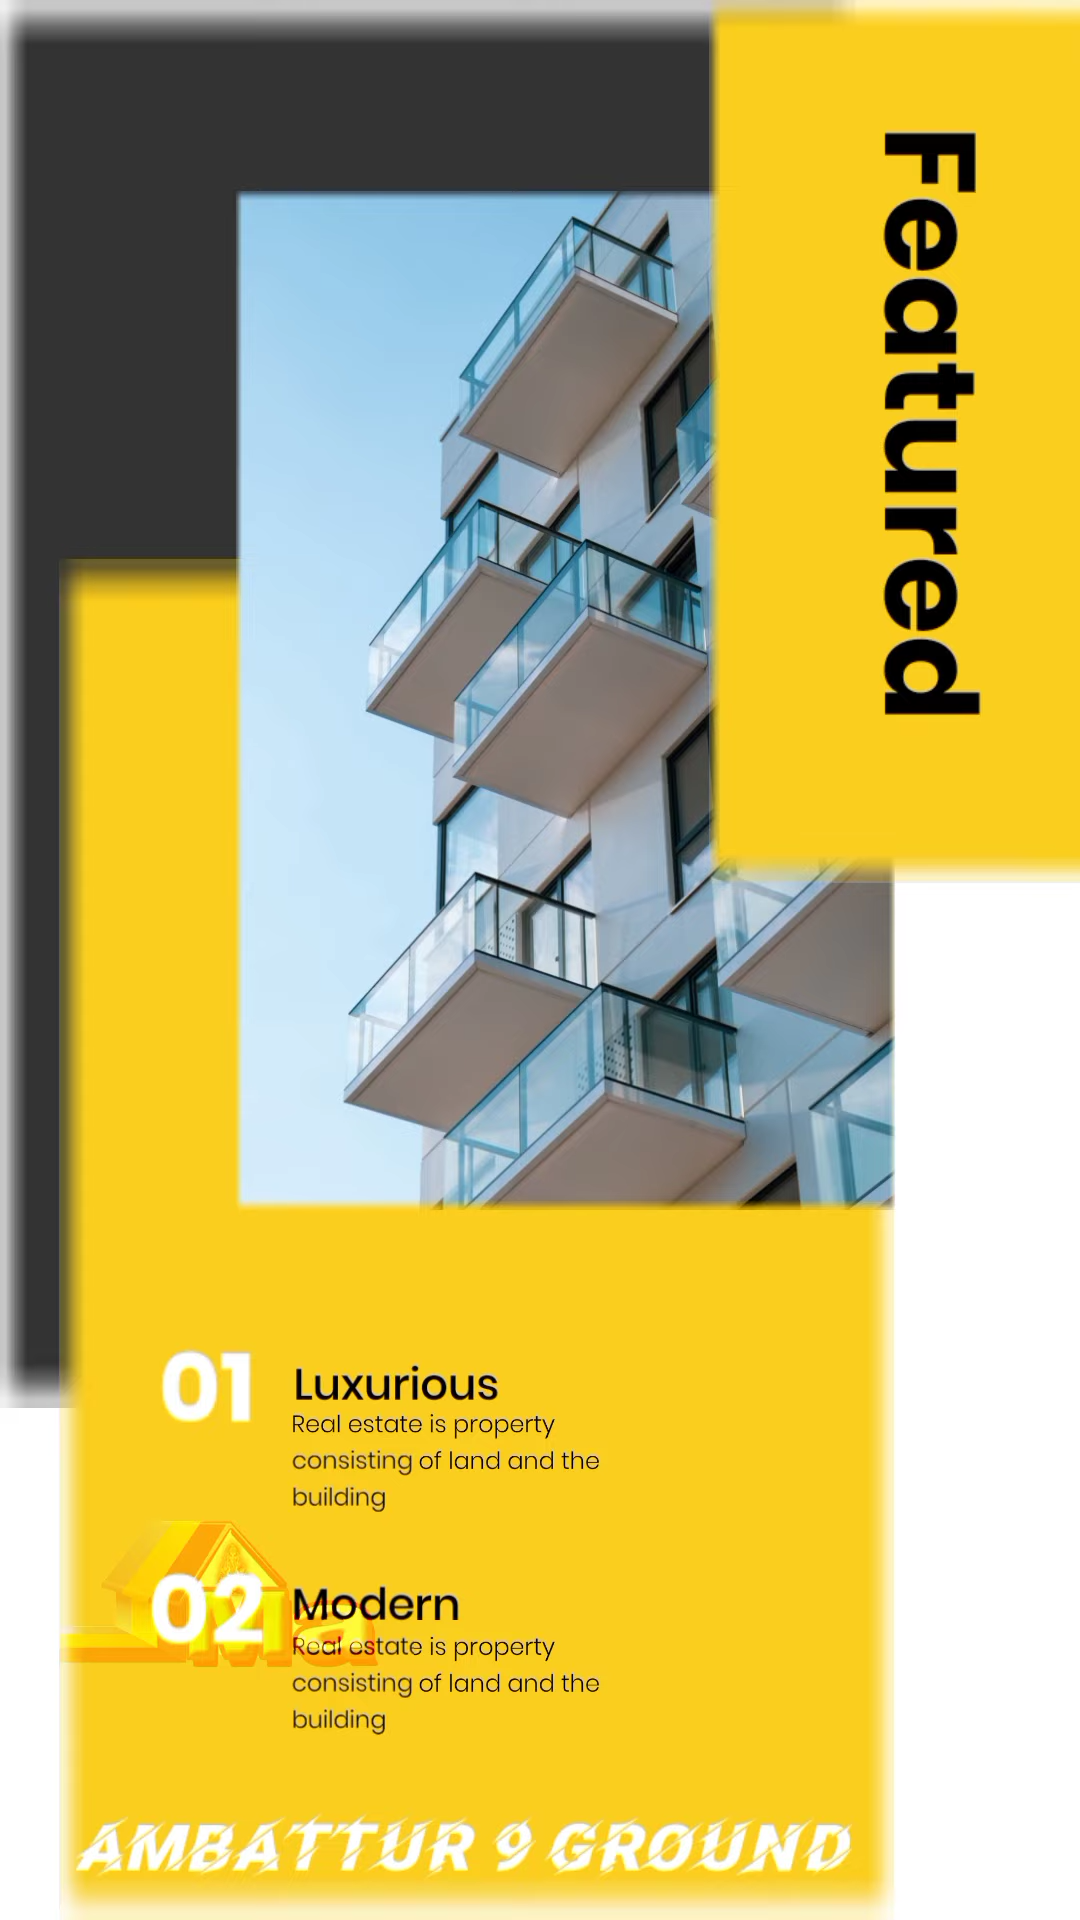 Featured
01
Luxurious
Real estate is property
consisting of land and the
building
02
Modern
Real estate is property
consisting of land and the
building
Ma
AMBATTUR 9 GROUND